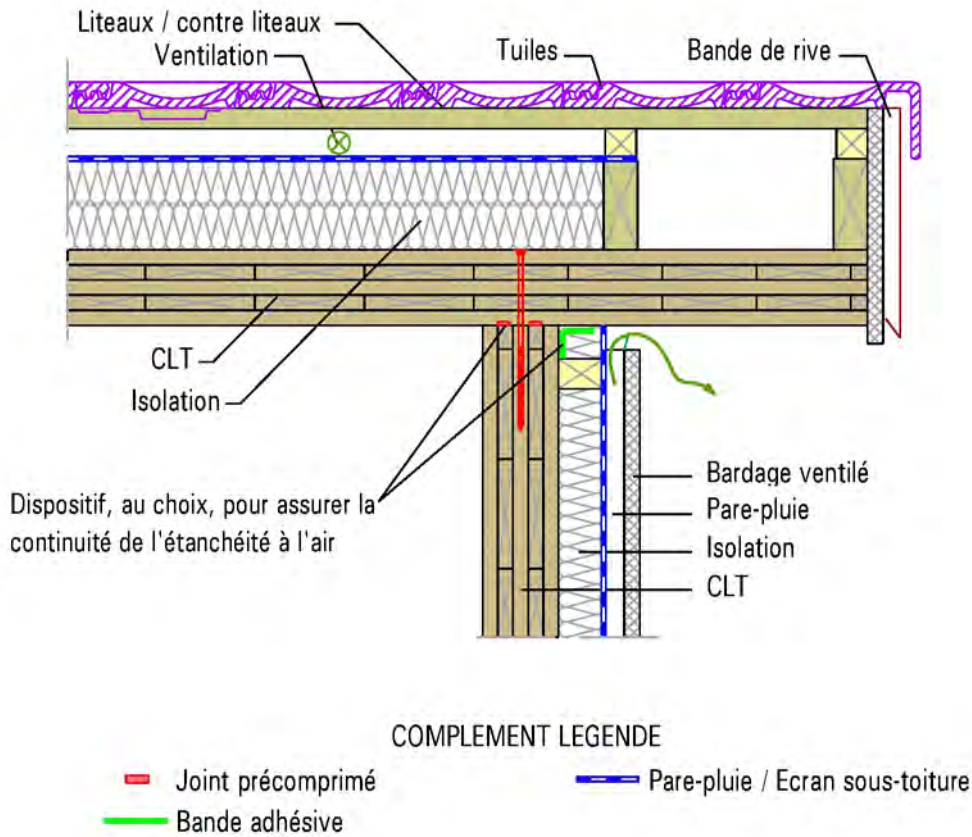 Liteaux / contre liteaux
Ventilation
Tuiles
Bande de rive
CLT
Isolation
Dispositif, au choix, pour assurer la
continuité de l'étanchéité à l'air
Bardage ventilé
Pare-pluie
Isolation
CLT
COMPLEMENT LEGENDE
Joint précomprimé
Pare-pluie / Ecran sous-toiture
Bande adhésive